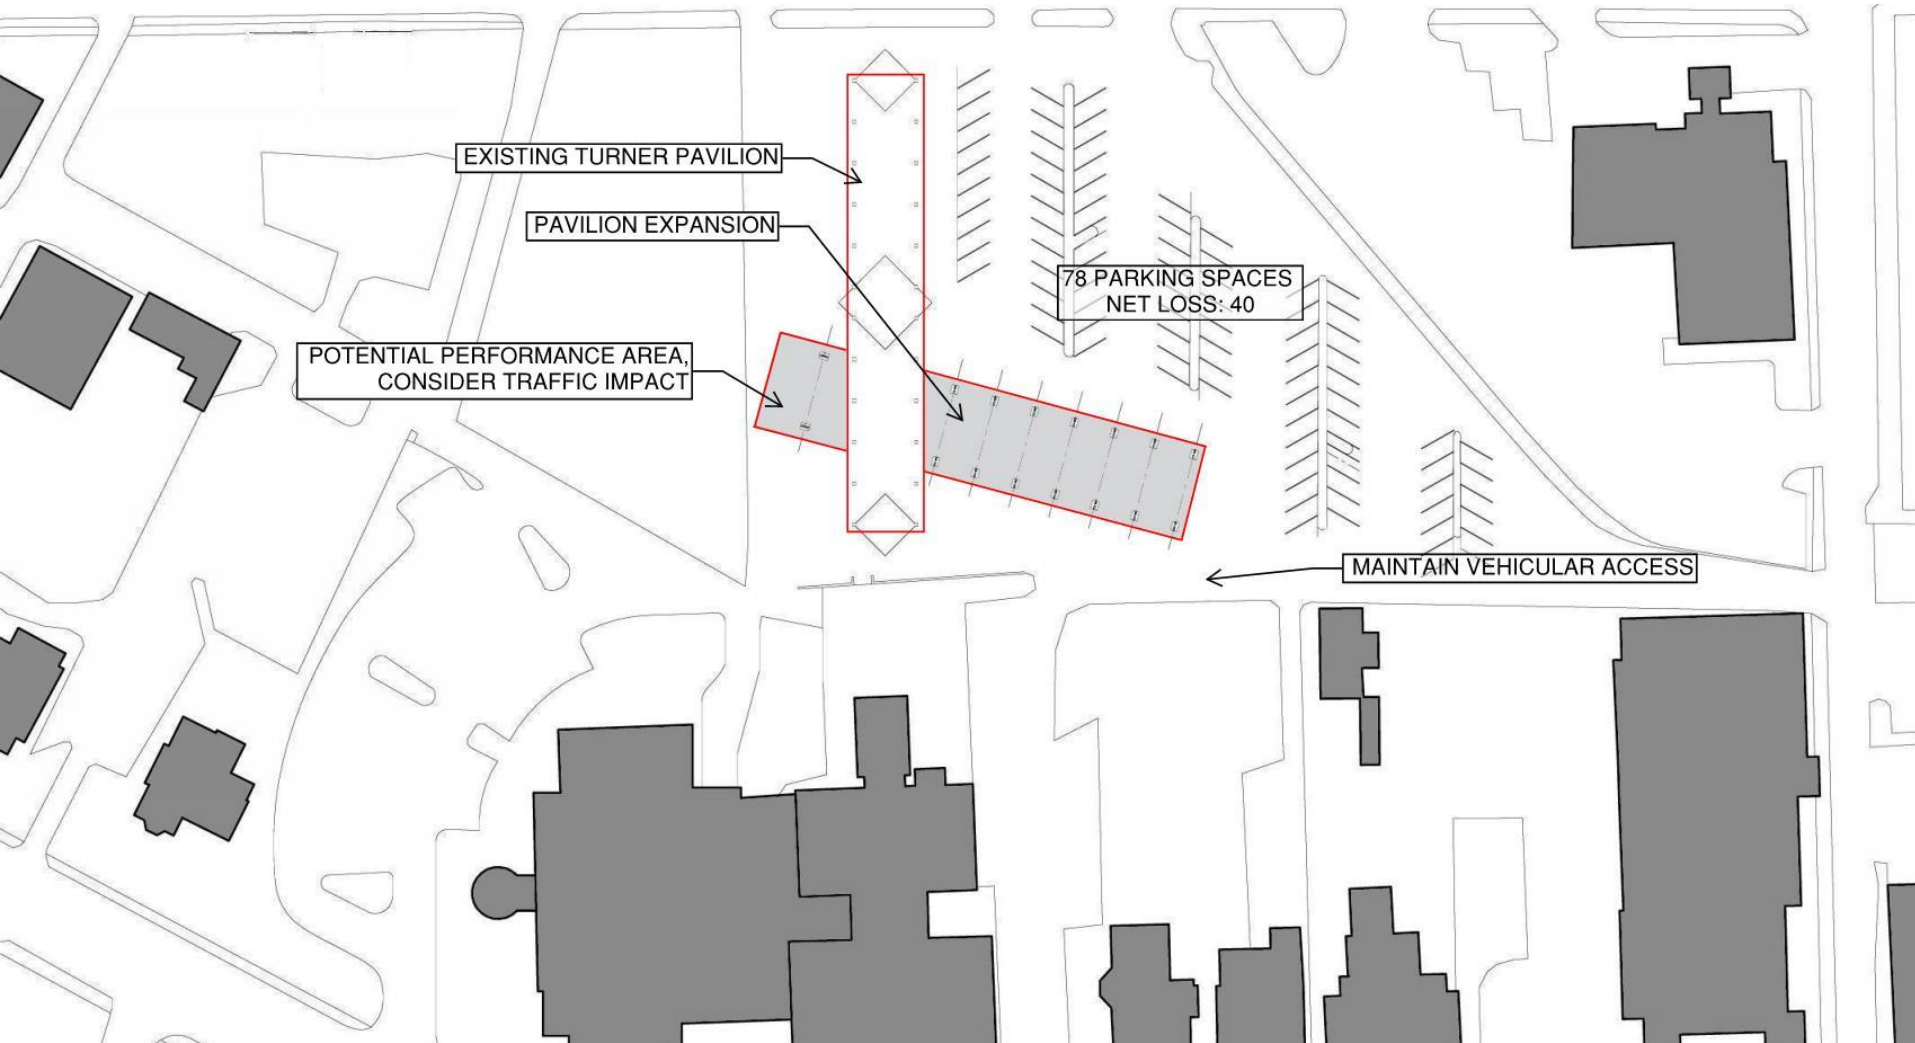 EXISTING TURNER PAVILION
PAVILION EXPANSION
78 PARKING SPACES
NET LOSS: 40
POTENTIAL PERFORMANCE AREA,
CONSIDER TRAFFIC IMPACT
MAINTAIN VEHICULAR ACCESS